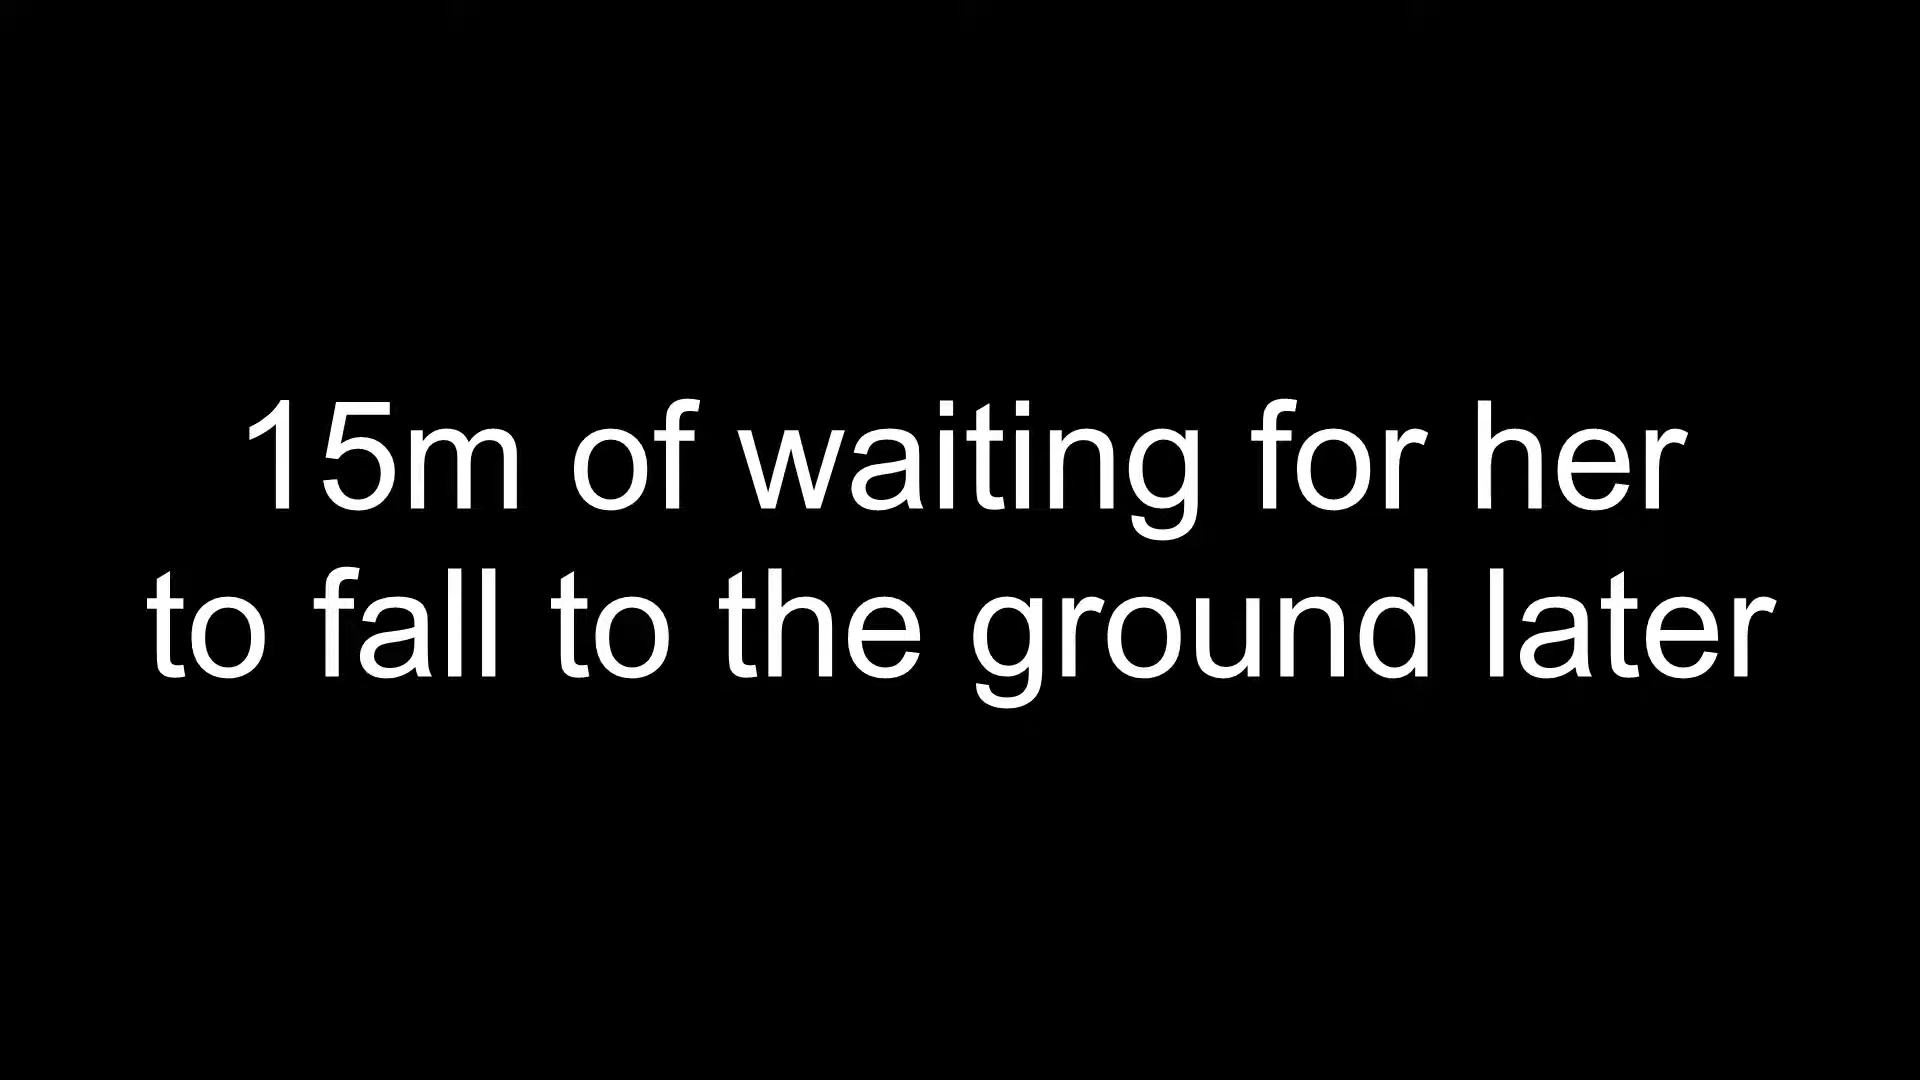 15m of waiting for her
to fall to the ground later